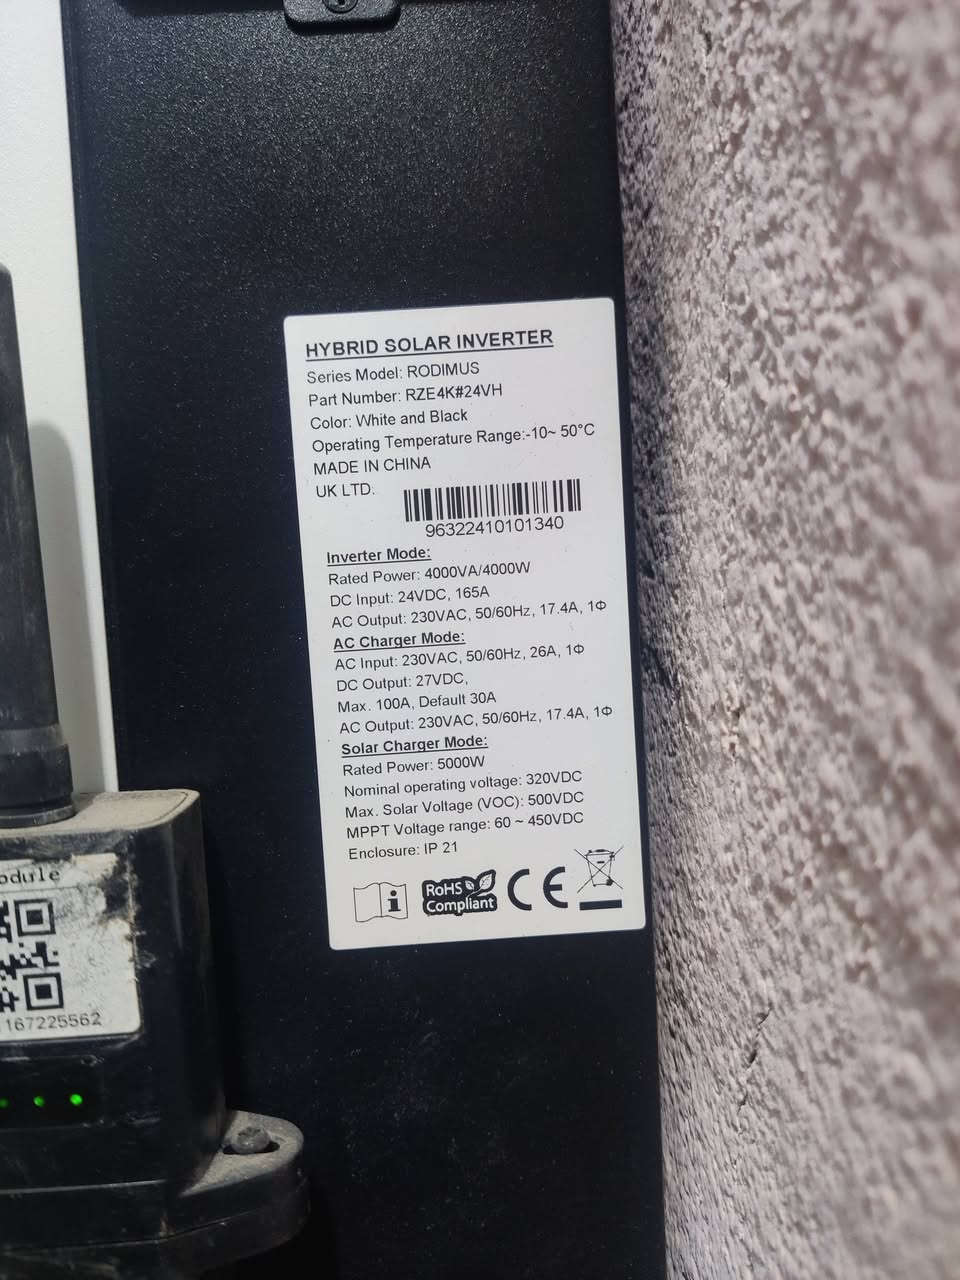 HYBRID SOLAR INVERTER
Series Model: RODIMUS
Part Number: RZE4K#24VH
Color: White and Black
Operating Temperature Range:-10~ 50°C
MADE IN CHINA
UK LTD.
96322410101340
Inverter Mode:
Rated Power: 4000VA/4000W
DC Input: 24VDC, 165A
AC Output: 230VAC, 50/60Hz, 17.4A, 1Φ
AC Charger Mode:
AC Input: 230VAC, 50/60Hz, 26A, 1Φ
DC Output: 27VDC,
Max. 100A, Default 30A
AC Output: 230VAC, 50/60Hz, 17.4A, 1Φ
Solar Charger Mode:
Rated Power: 5000W
Nominal operating voltage: 320VDC
Max. Solar Voltage (VOC): 500VDC
MPPT Voltage range: 60 ~ 450VDC
Enclosure: IP 21
i
RoHS
Compliant
CE
odule
167225562